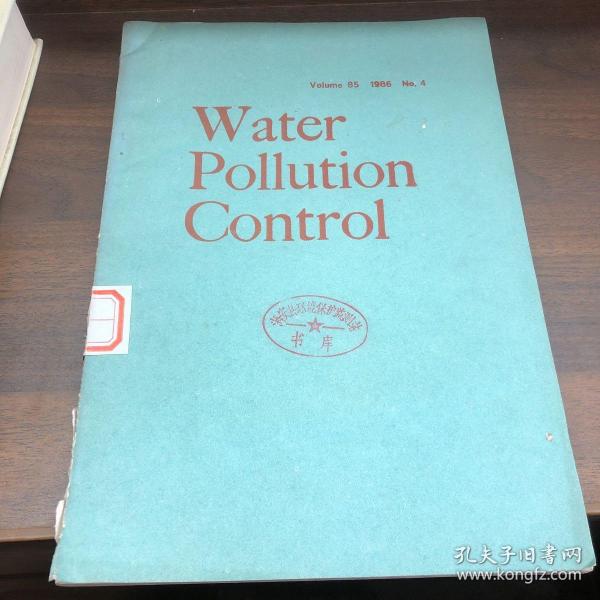 Volume 85 1986 No. 4
Water
Pollution
Control
书库
孔夫子旧书网
www.kongfz.com